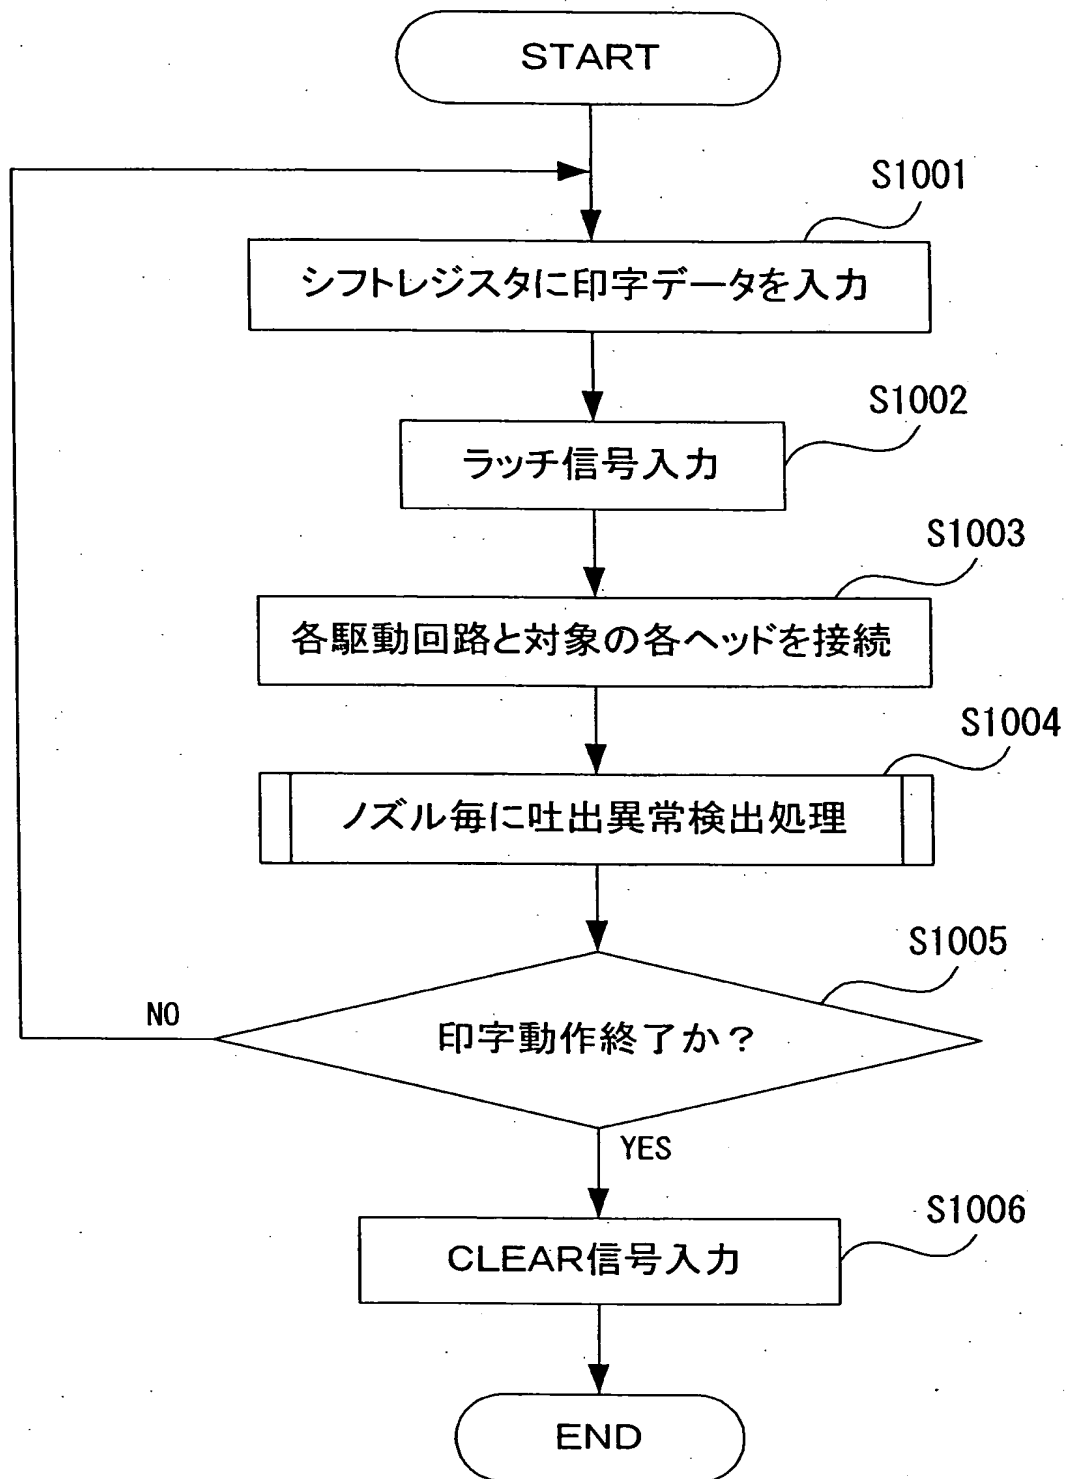 START
S1001
シフトレジスタに印字データを入力
S1002
ラッチ信号入力
S1003
各駆動回路と対象の各ヘッドを接続
S1004
ノズル毎に吐出異常検出処理
S1005
印字動作終了か？
NO
YES
S1006
CLEAR信号入力
END